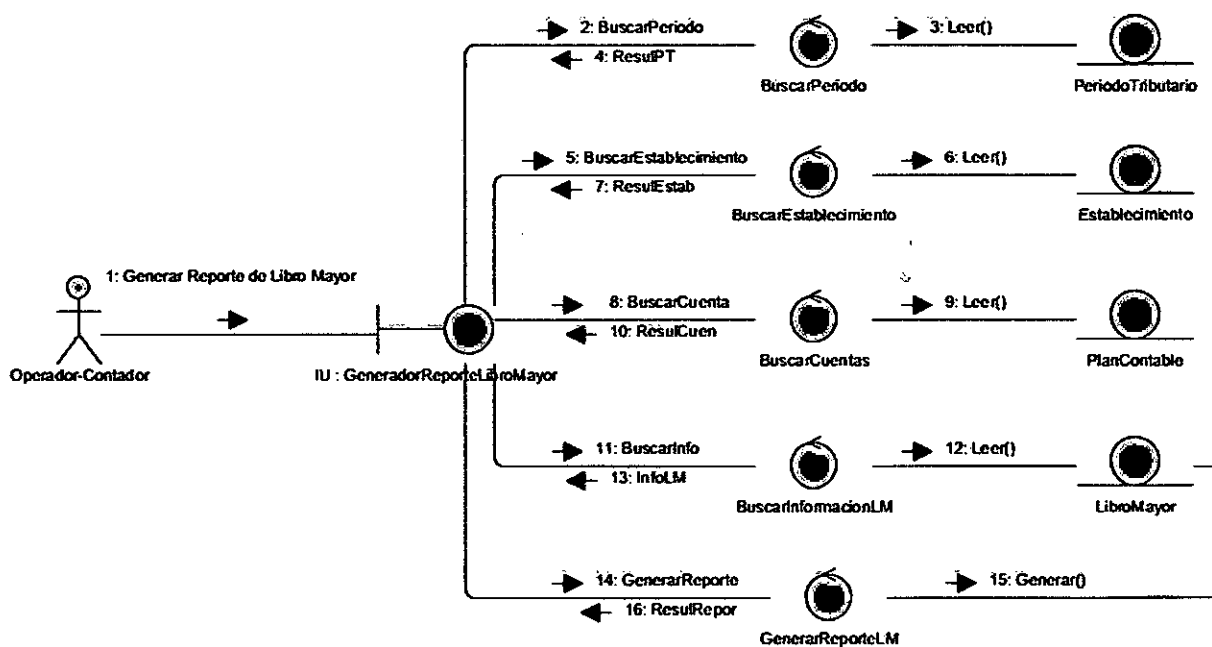 2: BuscarPeriodo
3: Leer()
4: ResulPT
BuscarPeriodo
PeriodoTributario
5: BuscarEstablecimiento
6: Leer()
7: ResulEstab
BuscarEstablecimiento
Establecimiento
1: Generar Reporte de Libro Mayor
8: BuscarCuenta
9: Leer()
10: ResulCuen
BuscarCuentas
PlanContable
Operador-Contador
IU : GeneradorReporteLibroMayor
11: BuscarInfo
12: Leer()
13: InfoLM
BuscarInformacionLM
LibroMayor
14: GenerarReporte
15: Generar()
16: ResulRepor
GenerarReporteLM